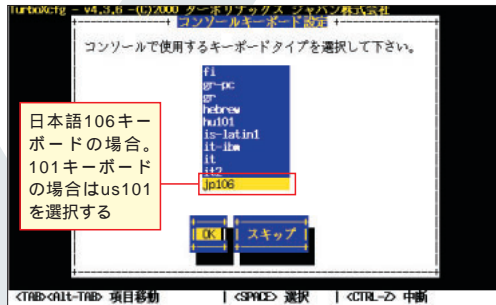 TurboXcfg - v4.3.6 -(C)2000 ターボリナックス ジャパン株式会社
コンソールキーボード設定
コンソールで使用するキーボードタイプを選択して下さい。
fi
gr-pc
gr
hebrew
hu101
is-latin1
it-ibm
it
it2
jp106
日本語106キー
ボードの場合。
101キーボード
の場合はus101
を選択する
OK
スキップ
<TAB><Alt-TAB> 項目移動 | <SPACE> 選択 | <CTRL-Z> 中断